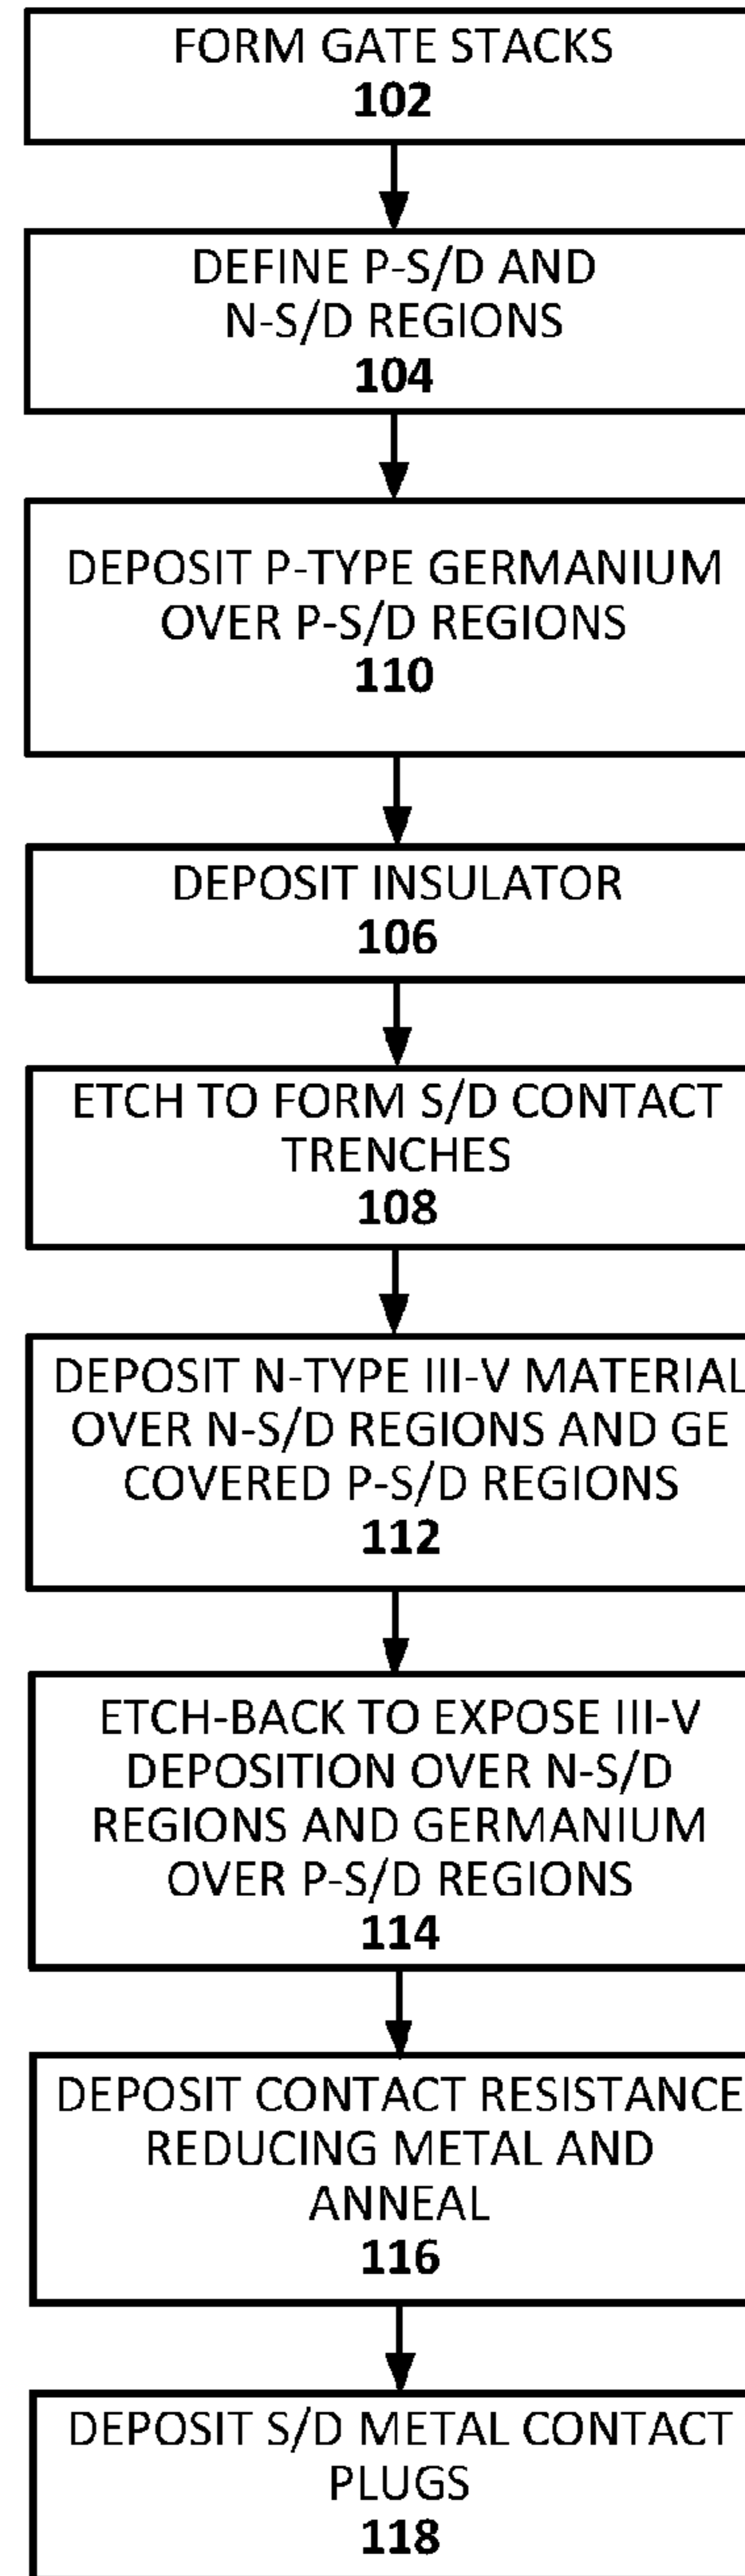 FORM GATE STACKS
102
DEFINE P-S/D AND
N-S/D REGIONS
104
DEPOSIT P-TYPE GERMANIUM
OVER P-S/D REGIONS
110
DEPOSIT INSULATOR
106
ETCH TO FORM S/D CONTACT
TRENCHES
108
DEPOSIT N-TYPE III-V MATERIAL
OVER N-S/D REGIONS AND GE
COVERED P-S/D REGIONS
112
ETCH-BACK TO EXPOSE III-V
DEPOSITION OVER N-S/D
REGIONS AND GERMANIUM
OVER P-S/D REGIONS
114
DEPOSIT CONTACT RESISTANCE
REDUCING METAL AND
ANNEAL
116
DEPOSIT S/D METAL CONTACT
PLUGS
118